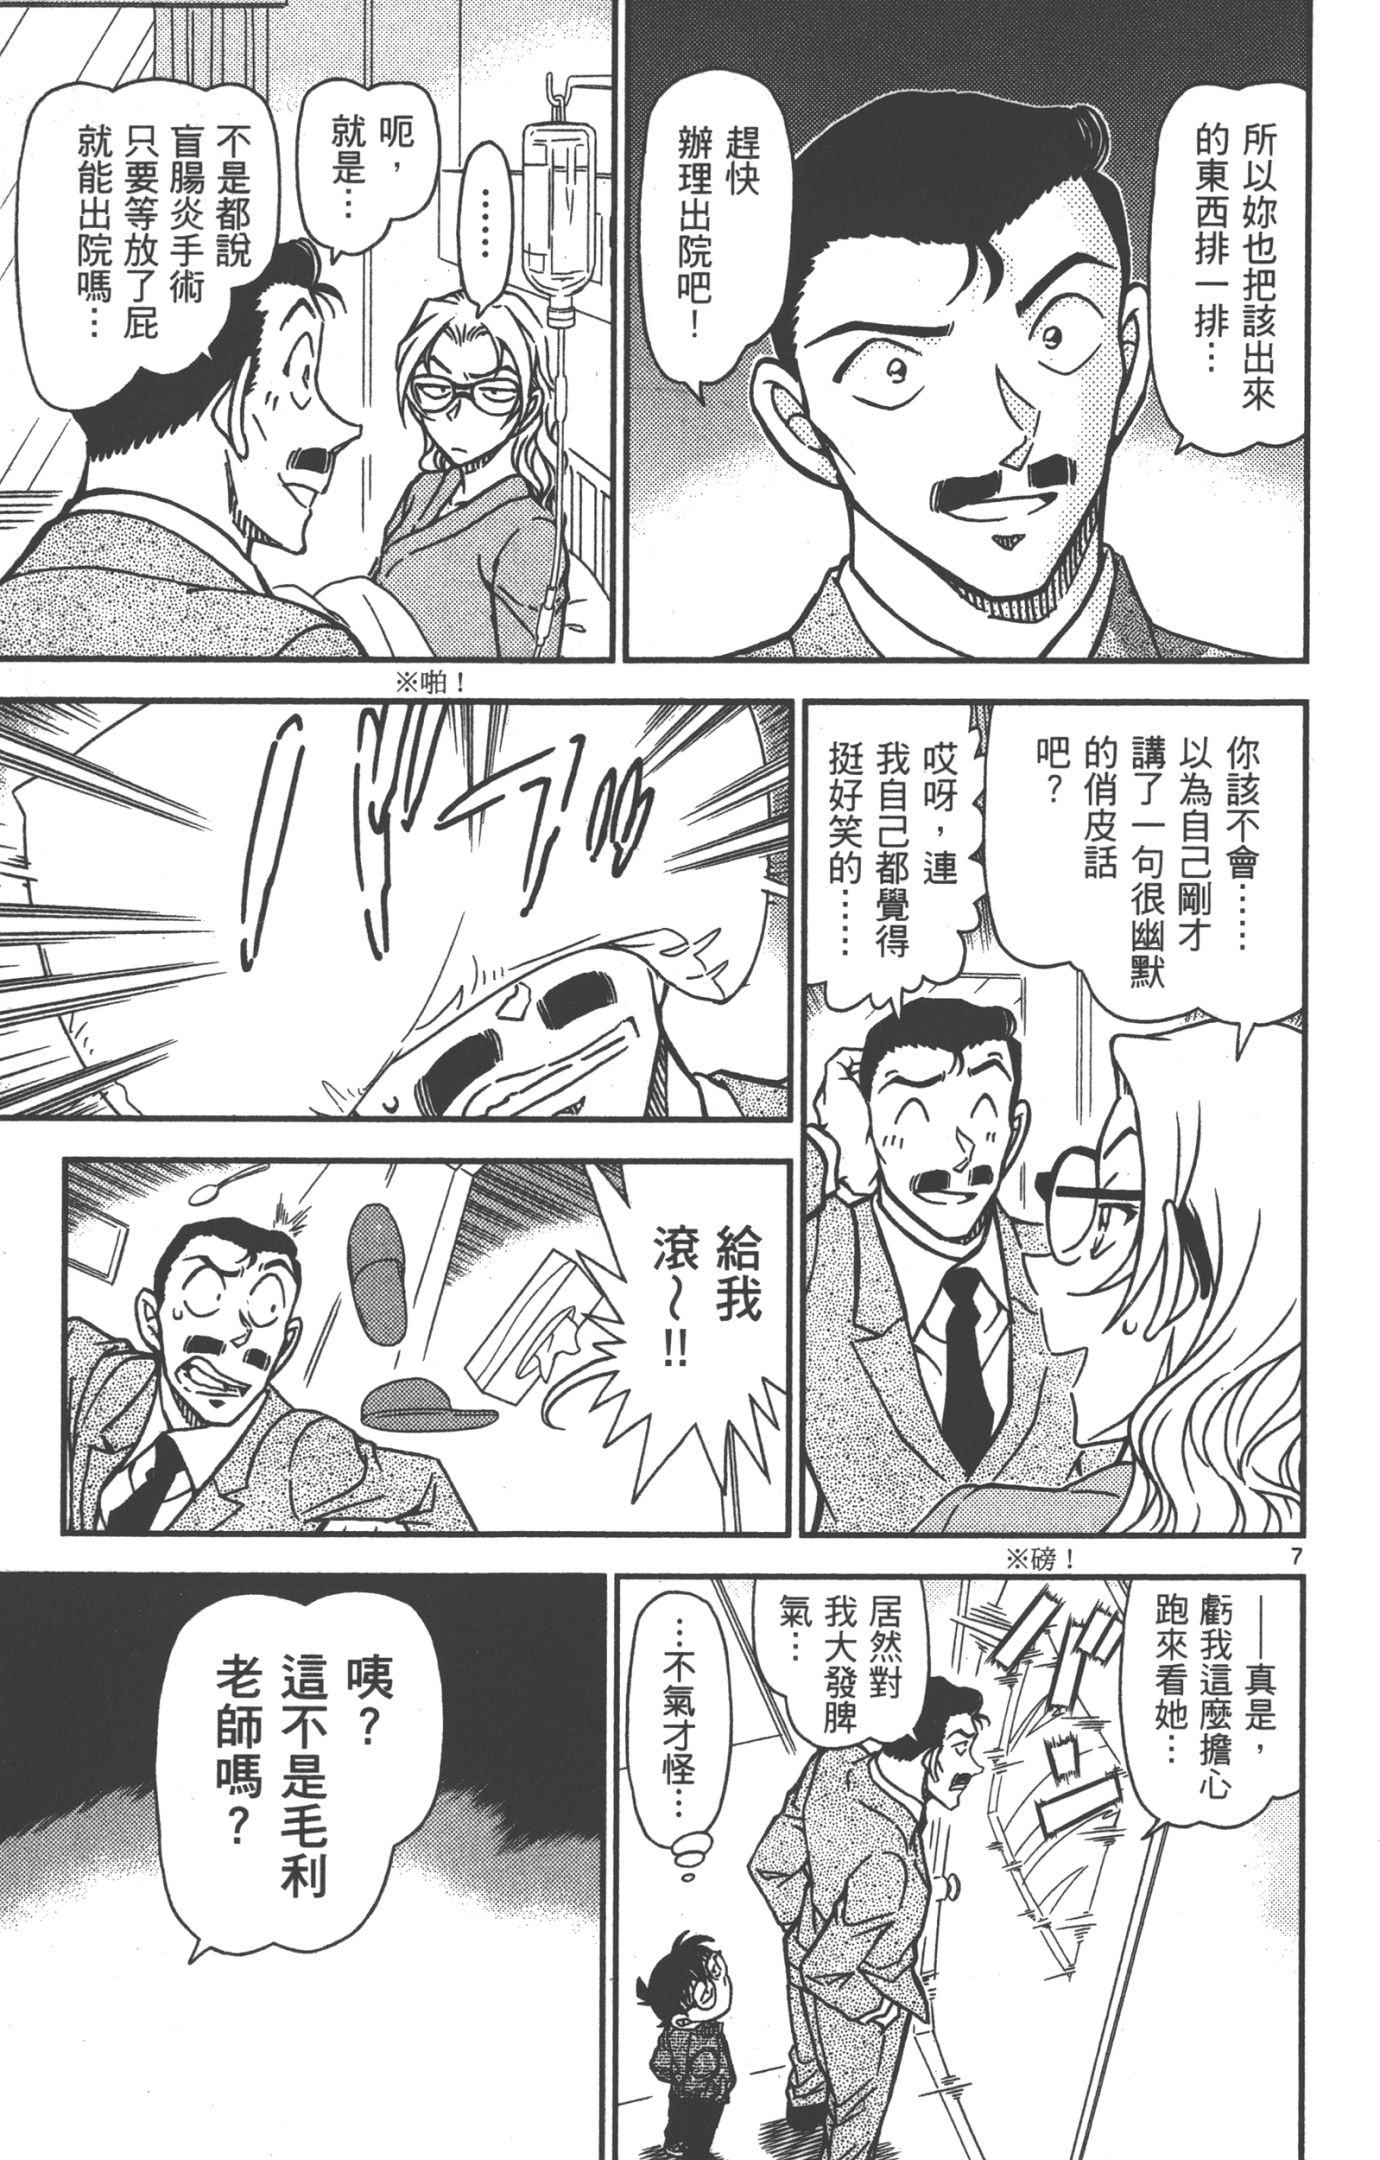 所以妳也把該出來
的東西排一排…
趕快
辦理出院吧！
……
呃，
就是…
不是都說
盲腸炎手術
只要等放了屁
就能出院嗎…
你該不會……
以為自己剛才
講了一句很幽默
的俏皮話
吧？
哎呀，連
我自己都覺得
挺好笑的……
※啪！
給我
滾～!!
7
※磅！
──真是，
虧我這麼擔心
跑來看她…
居然對
我大發脾
氣…
…不氣才怪…
咦？
這不是毛利
老師嗎？